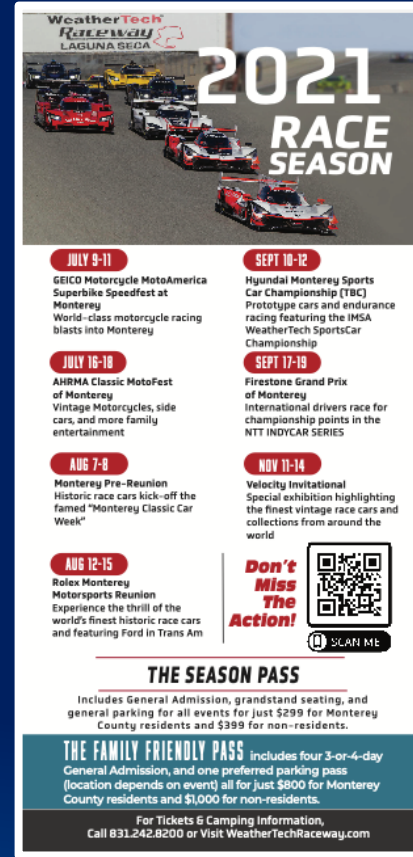 WeatherTech
Raceway
LAGUNA SECA
2021
RACE
SEASON
JULY 9-11
GEICO Motorcycle MotoAmerica
Superbike Speedfest at
Monterey
World-class motorcycle racing
blasts into Monterey
JULY 16-18
AHRMA Classic MotoFest
of Monterey
Vintage Motorcycles, side
cars, and more family
entertainment
AUG 7-8
Monterey Pre-Reunion
Historic race cars kick-off the
famed "Monterey Classic Car
Week"
AUG 12-15
Rolex Monterey
Motorsports Reunion
Experience the thrill of the
world's finest historic race cars
and featuring Ford in Trans Am
SEPT 10-12
Hyundai Monterey Sports
Car Championship (TBC)
Prototype cars and endurance
racing featuring the IMSA
WeatherTech SportsCar
Championship
SEPT 17-19
Firestone Grand Prix
of Monterey
International drivers race for
championship points in the
NTT INDYCAR SERIES
NOV 11-14
Velocity Invitational
Special exhibition highlighting
the finest vintage race cars and
collections from around the
world
Don't
Miss
The
Action!
SCAN ME
THE SEASON PASS
Includes General Admission, grandstand seating, and
general parking for all events for just $299 for Monterey
County residents and $399 for non-residents.
THE FAMILY FRIENDLY PASS includes four 3-or-4-day
General Admission, and one preferred parking pass
(location depends on event) all for just $800 for Monterey
County residents and $1,000 for non-residents.
For Tickets & Camping Information,
Call 831.242.8200 or Visit WeatherTechRaceway.com